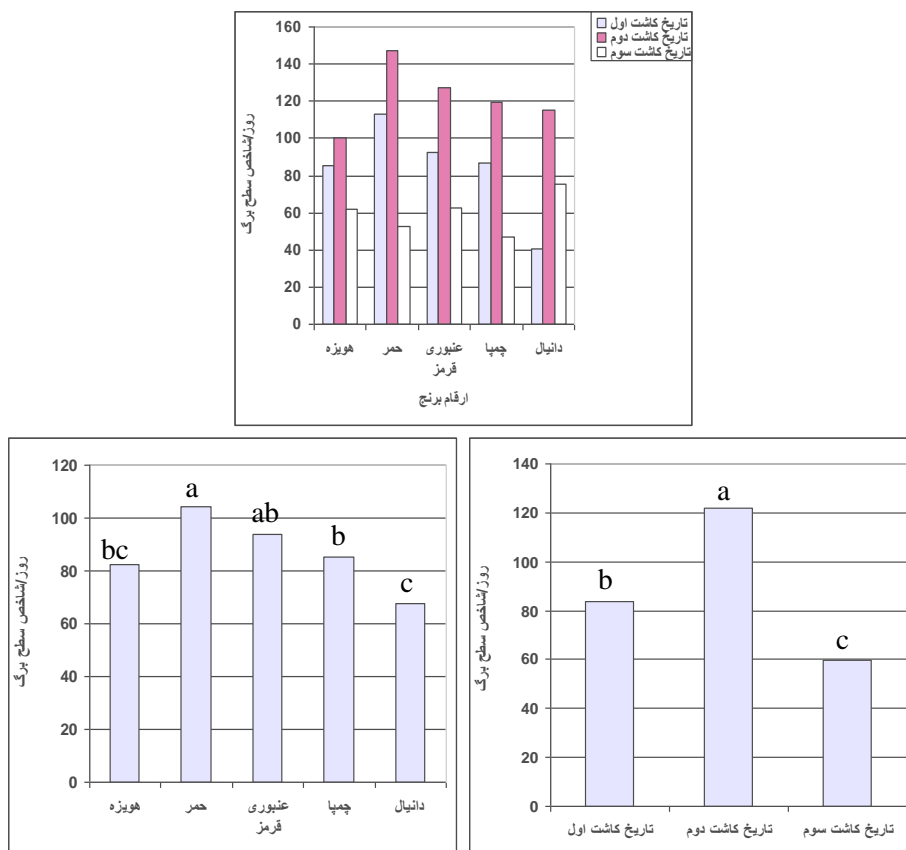 تاریخ کاشت اول
تاریخ کاشت دوم
تاریخ کاشت سوم
روز/شاخص سطح برگ
160
140
120
100
80
60
40
20
0
هویزه
حمر
عنبوری
قرمز
چمپا
دانیال
ارقام برنج
روز/شاخص سطح برگ
120
100
80
60
40
20
0
bc
a
ab
b
c
هویزه
حمر
عنبوری
قرمز
چمپا
دانیال
روز/شاخص سطح برگ
140
120
100
80
60
40
20
0
b
a
c
تاریخ کاشت اول
تاریخ کاشت دوم
تاریخ کاشت سوم